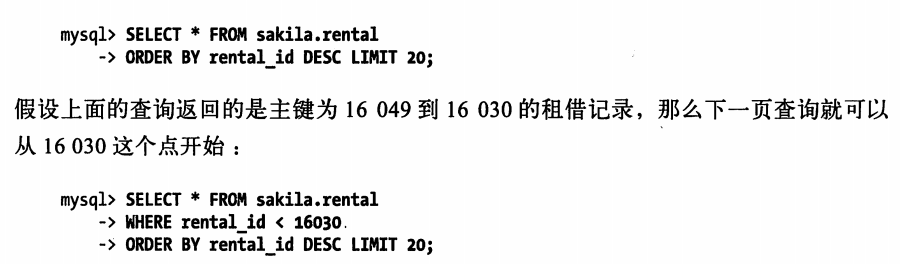 mysql> SELECT * FROM sakila.rental
-> ORDER BY rental_id DESC LIMIT 20;
假设上面的查询返回的是主键为 16 049 到 16 030 的租借记录，那么下一页查询就可以
从 16 030 这个点开始：
mysql> SELECT * FROM sakila.rental
-> WHERE rental_id < 16030
-> ORDER BY rental_id DESC LIMIT 20;